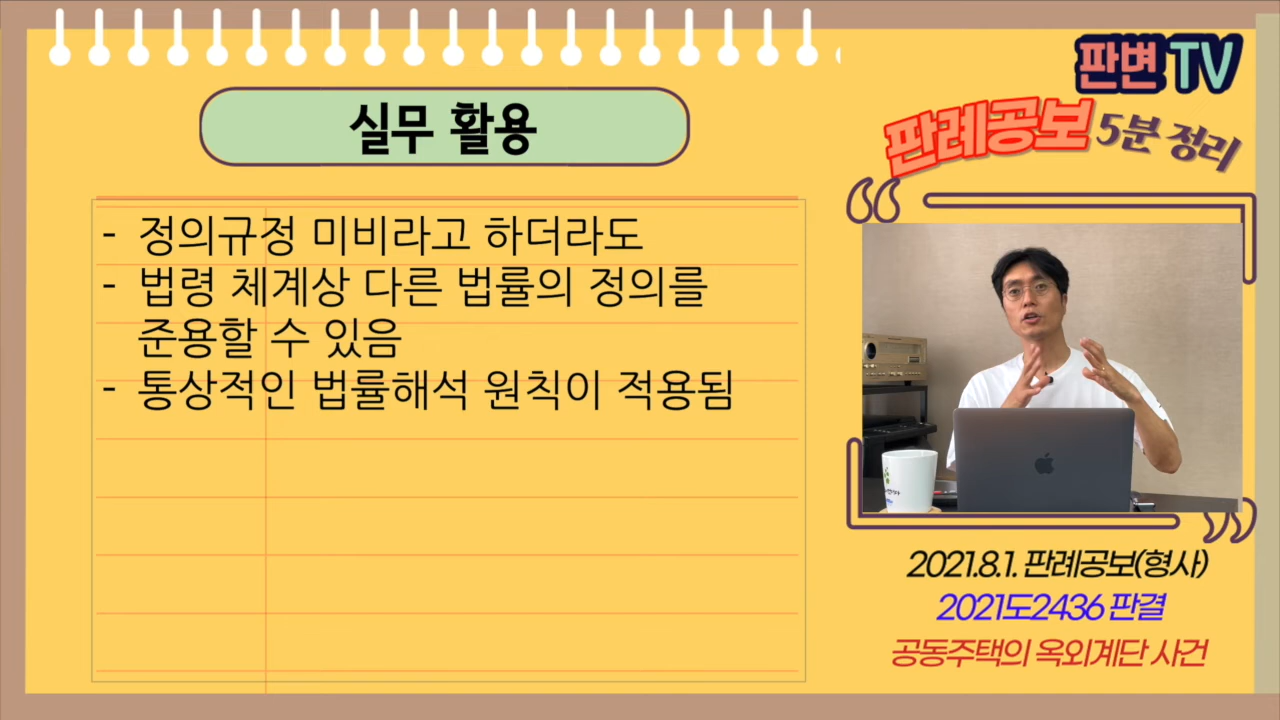 판변 TV
판례공보 5분 정리
실무 활용
- 정의규정 미비라고 하더라도
- 법령 체계상 다른 법률의 정의를
준용할 수 있음
- 통상적인 법률해석 원칙이 적용됨
2021.8.1. 판례공보(형사)
2021도2436 판결
공동주택의 옥외계단 사건